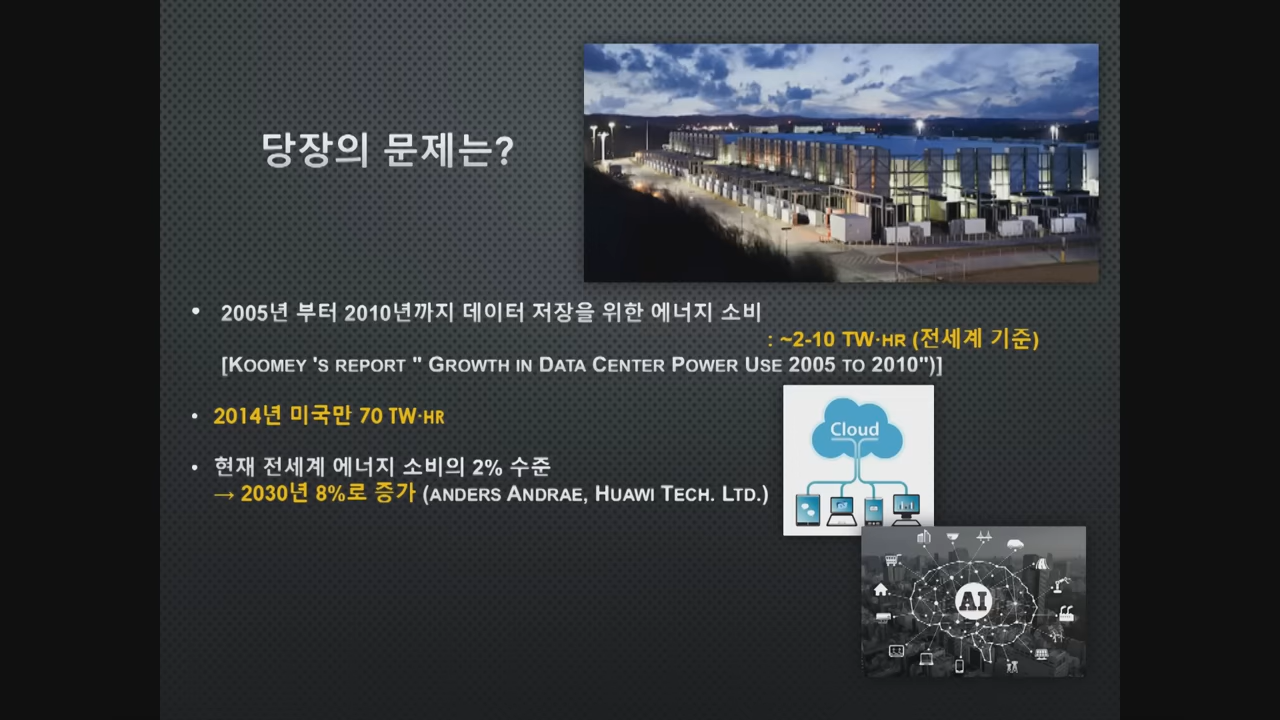 당장의 문제는?
• 2005년 부터 2010년까지 데이터 저장을 위한 에너지 소비
: ~2-10 TW·HR (전세계 기준)
[KOOMEY 'S REPORT " GROWTH IN DATA CENTER POWER USE 2005 TO 2010")]
• 2014년 미국만 70 TW·HR
• 현재 전세계 에너지 소비의 2% 수준
→ 2030년 8%로 증가 (ANDERS ANDRAE, HUAWI TECH. LTD.)
Cloud
AI